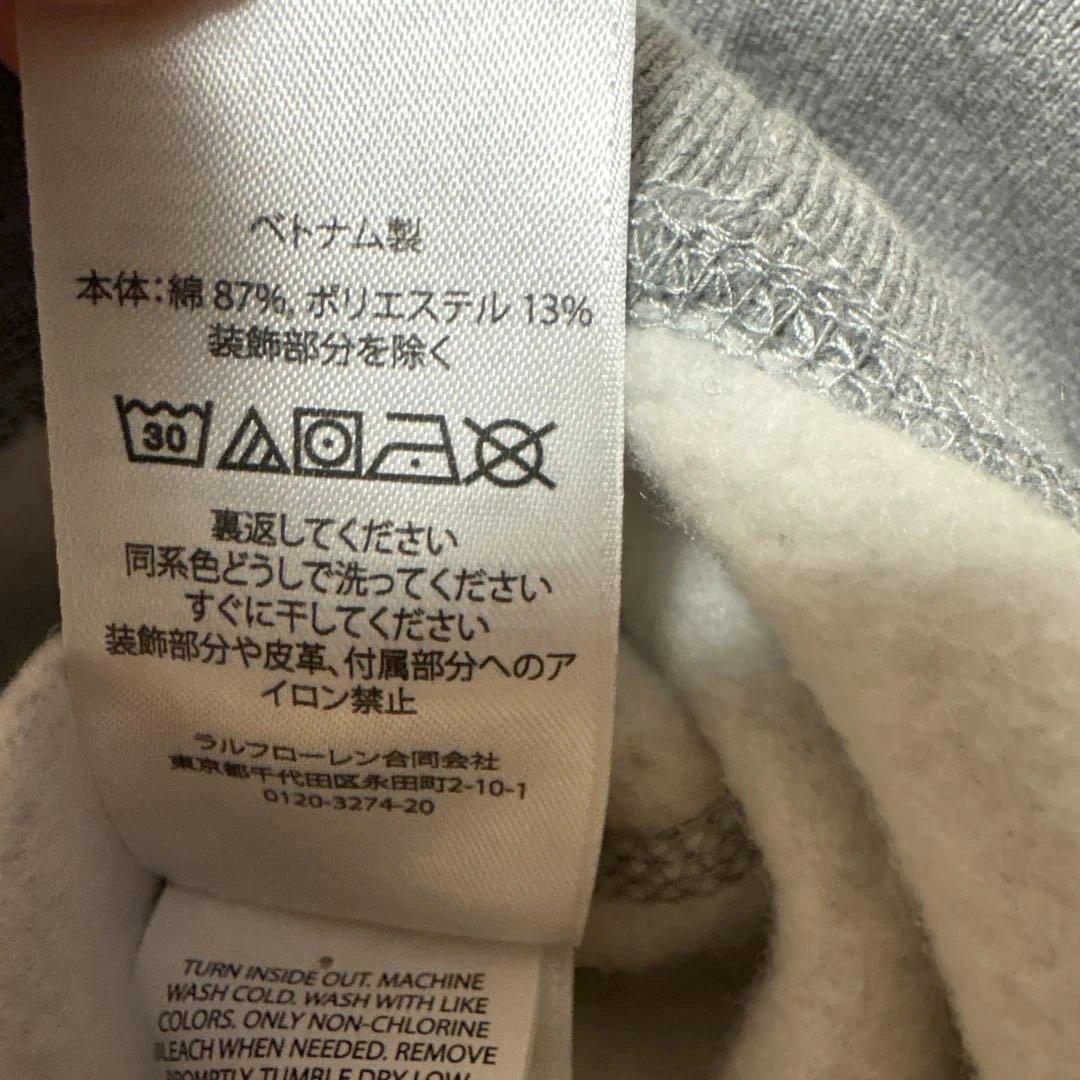 ベトナム製
本体：綿 87%, ポリエステル 13%
装飾部分を除く
30
裏返してください
同系色どうしで洗ってください
すぐに干してください
装飾部分や皮革、付属部分へのア
イロン禁止
ラルフローレン合同会社
東京都千代田区永田町2-10-1
0120-3274-20
TURN INSIDE OUT. MACHINE
WASH COLD. WASH WITH LIKE
COLORS. ONLY NON-CHLORINE
BLEACH WHEN NEEDED. REMOVE
PROMPTLY. TUMBLE DRY LOW.